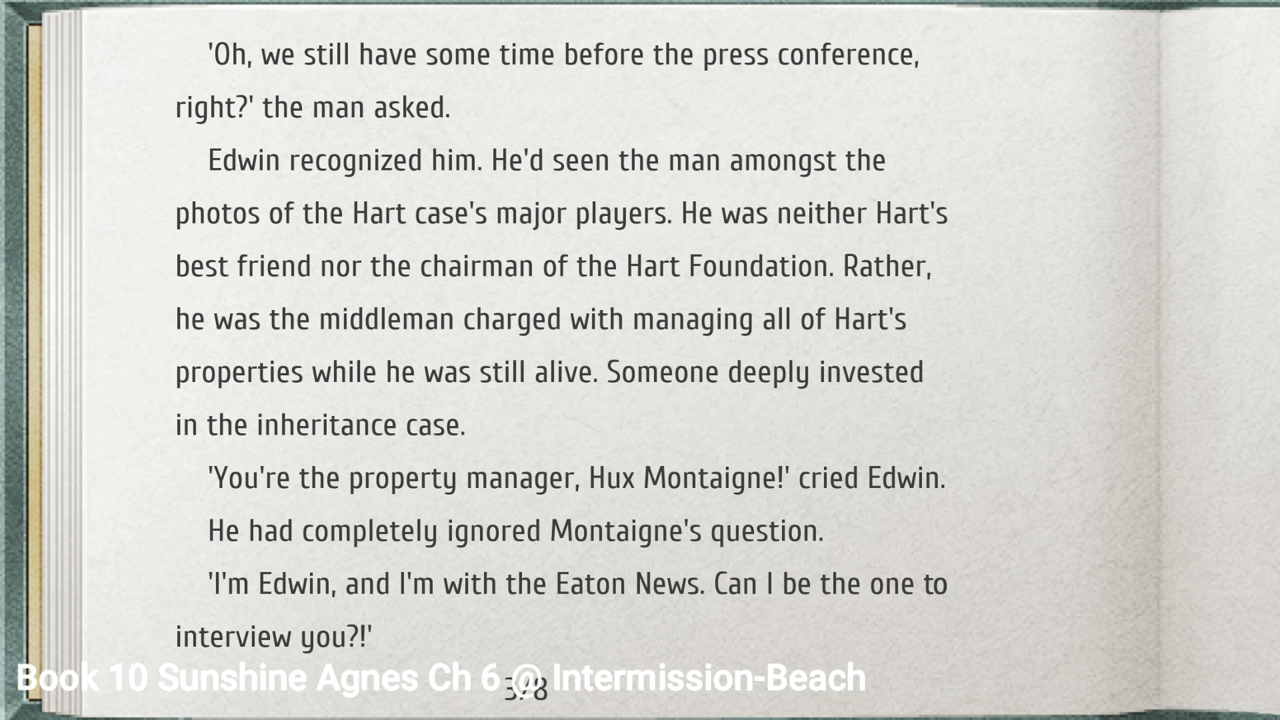 'Oh, we still have some time before the press conference,
right?' the man asked.
Edwin recognized him. He'd seen the man amongst the
photos of the Hart case's major players. He was neither Hart's
best friend nor the chairman of the Hart Foundation. Rather,
he was the middleman charged with managing all of Hart's
properties while he was still alive. Someone deeply invested
in the inheritance case.
'You're the property manager, Hux Montaigne!' cried Edwin.
He had completely ignored Montaigne's question.
'I'm Edwin, and I'm with the Eaton News. Can I be the one to
interview you?!'
Book 10 Sunshine Agnes Ch 6 @ Intermission-Beach
3/8